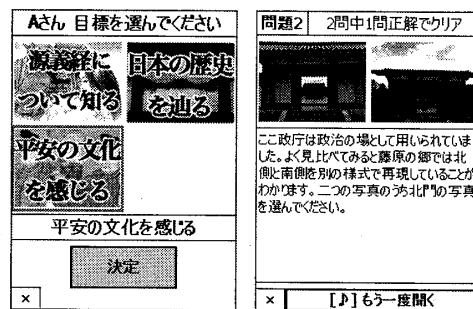 Aさん 目標を選んでください
源義経に
ついて知る
日本の歴史
を辿る
平安の文化
を感じる
平安の文化を感じる
決定
×
問題2 2問中1問正解でクリア
ここ政庁は政治の場として用いられていま
した。よく見比べてみると藤原の郷では北
側と南側を別の様式で再現していることが
わかります。二つの写真のうち北門の写真
を選んでください。
× [♪]もう一度聞く